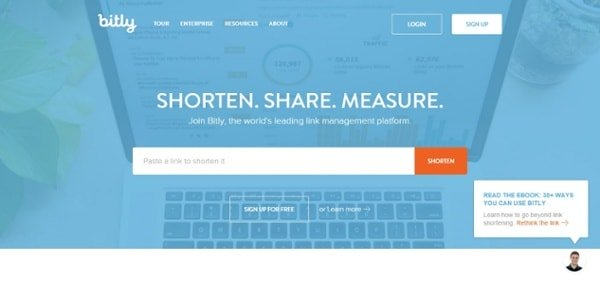 bitly
TOUR ENTERPRISE RESOURCES ABOUT
LOGIN
SIGN UP
TRAFFIC
SHORTEN. SHARE. MEASURE.
Join Bitly, the world's leading link management platform.
Paste a link to shorten it
SHORTEN
SIGN UP FOR FREE
or Learn more →
READ THE EBOOK: 50+ WAYS
YOU CAN USE BITLY
Learn how to go beyond link
shortening. Rethink the link →